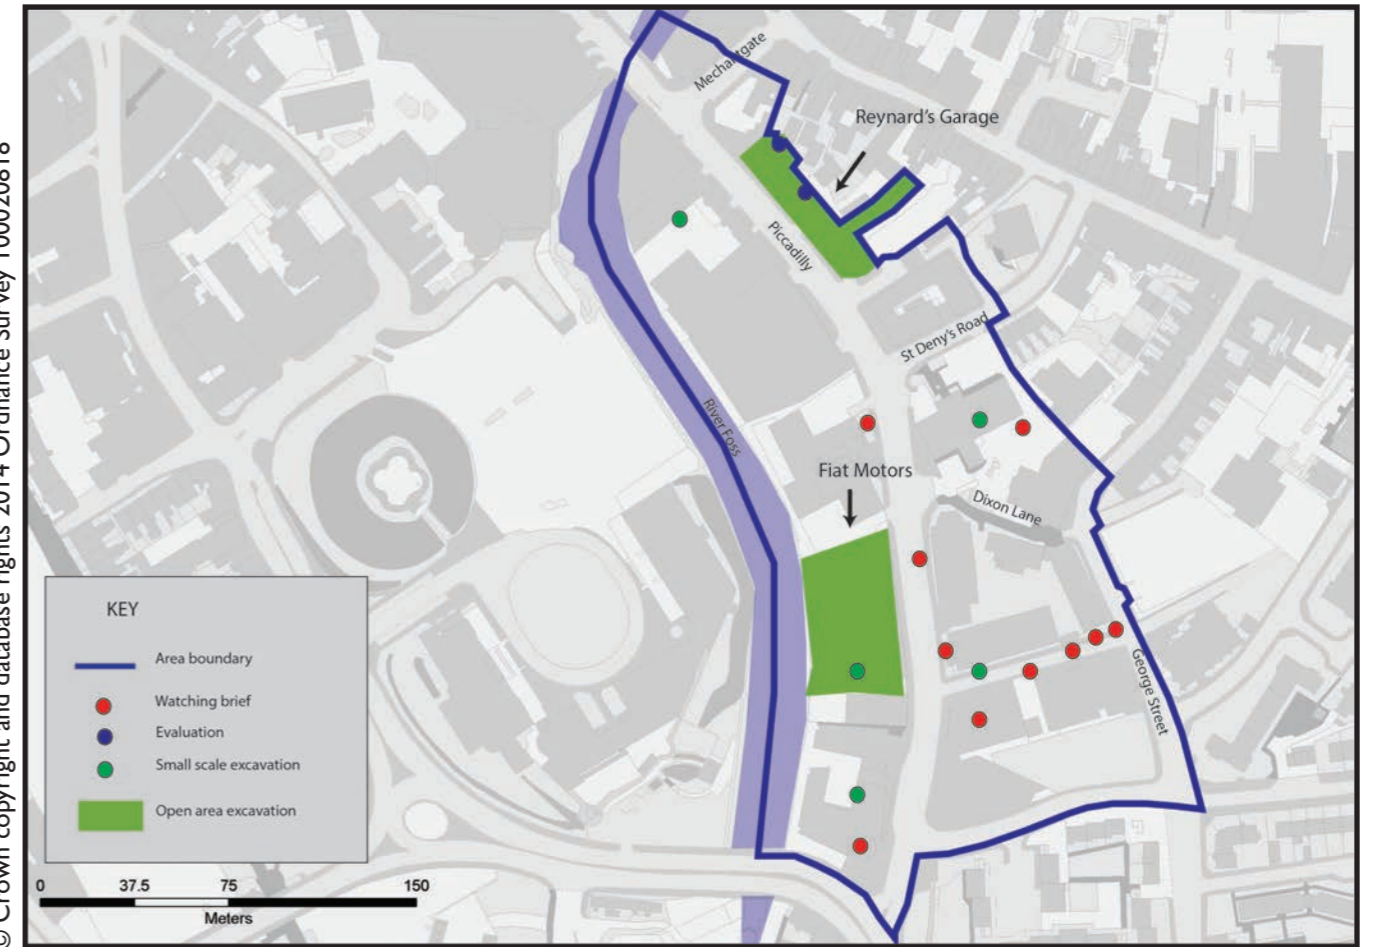 © Crown copyright and database rights 2014 Ordnance Survey 100020818
Mechantgate
Reynard's Garage
Piccadilly
St Deny's Road
River Foss
Fiat Motors
Dixon Lane
George Street
KEY
Area boundary
Watching brief
Evaluation
Small scale excavation
Open area excavation
0 37.5 75 150
Meters